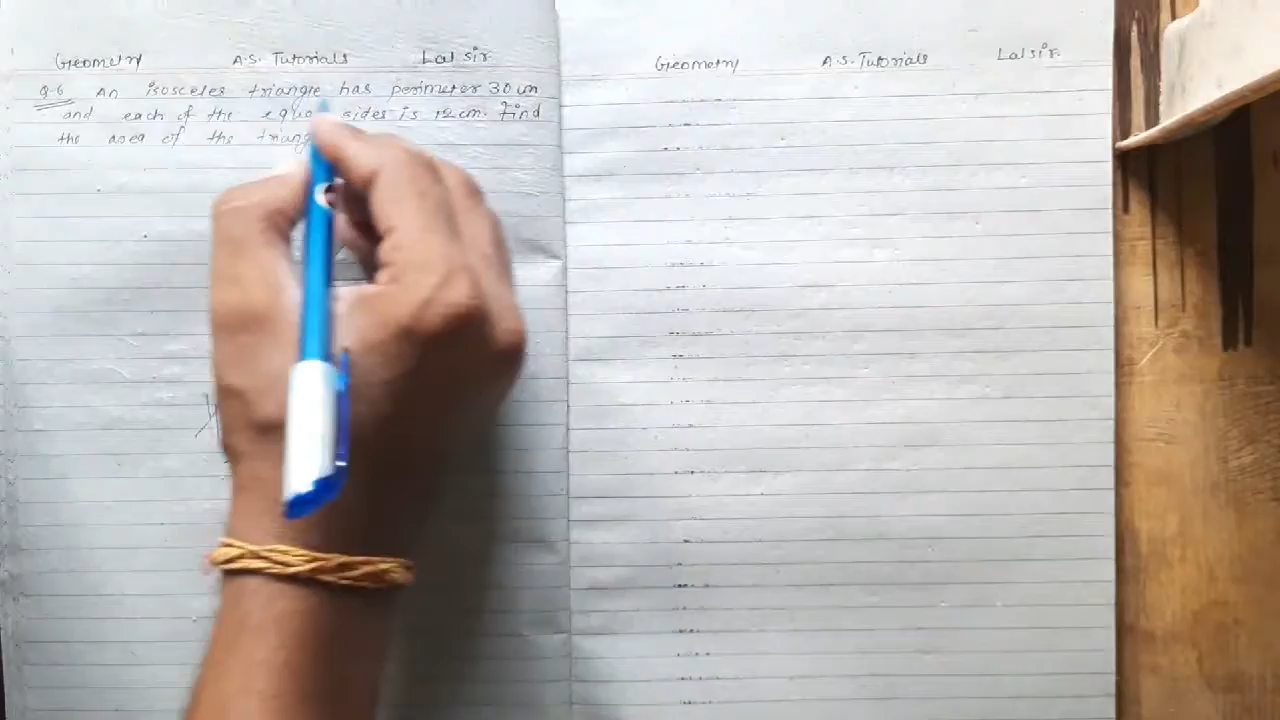 Geometry A.S. Tutorials Lal sir.
Q.6 An isosceles triangle has perimeter 30 cm
and each of the equal sides is 12 cm. Find
the area of the
Geometry A.S. Tutorials Lal sir.